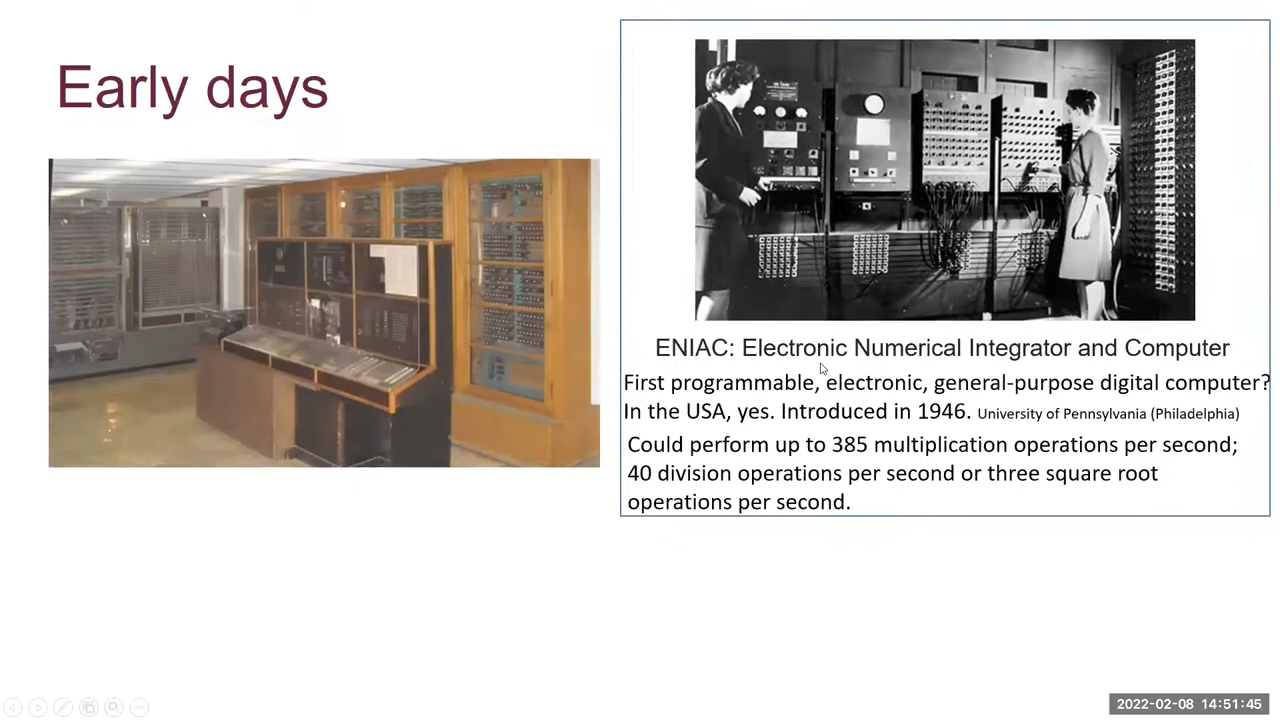 Early days
ENIAC: Electronic Numerical Integrator and Computer
First programmable, electronic, general-purpose digital computer?
In the USA, yes. Introduced in 1946. University of Pennsylvania (Philadelphia)
Could perform up to 385 multiplication operations per second;
40 division operations per second or three square root
operations per second.
2022-02-08 14:51:45